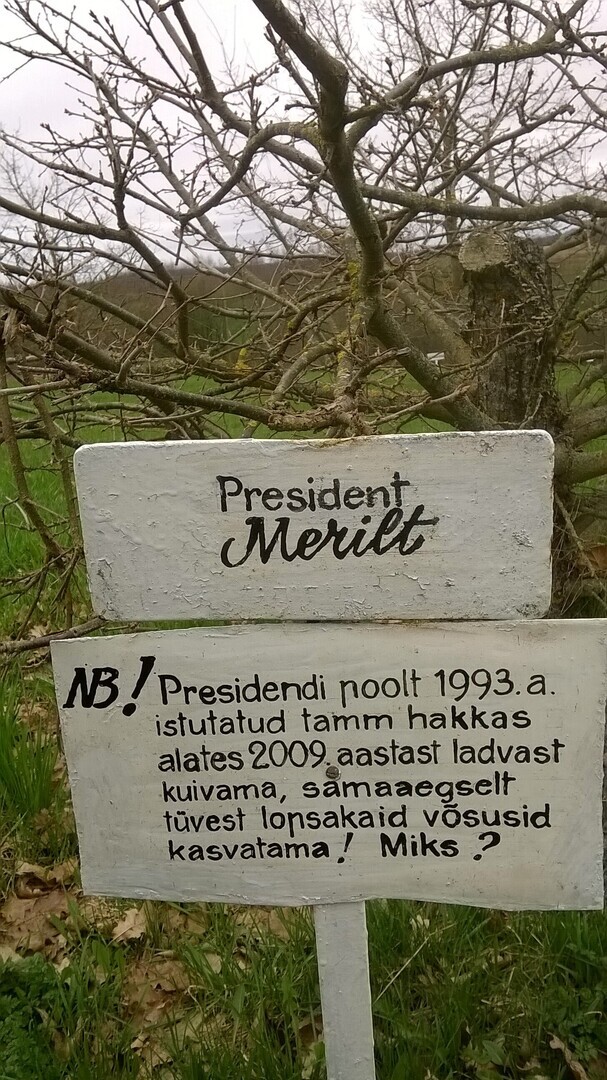 President
Merilt
NB! Presidendi poolt 1993. a.
istutatud tamm hakkas
alates 2009. aastast ladvast
kuivama, samaaegselt
tüvest lopsakaid võsusid
kasvatama! Miks?